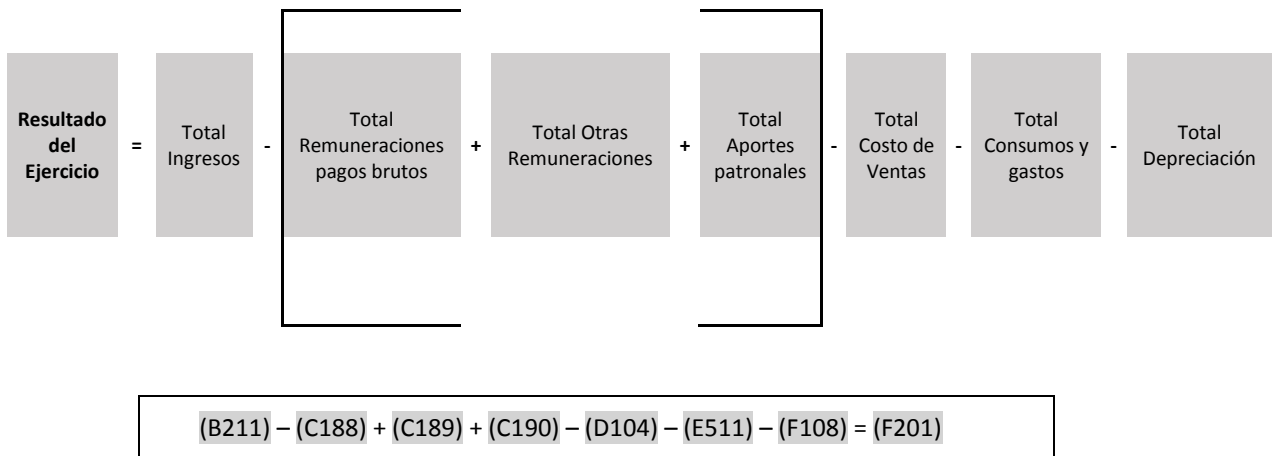 Resultado
del
Ejercicio
=
Total
Ingresos
-
Total
Remuneraciones
pagos brutos
+
Total Otras
Remuneraciones
+
Total
Aportes
patronales
-
Total
Costo de
Ventas
-
Total
Consumos y
gastos
-
Total
Depreciación
(B211) – (C188) + (C189) + (C190) – (D104) – (E511) – (F108) = (F201)